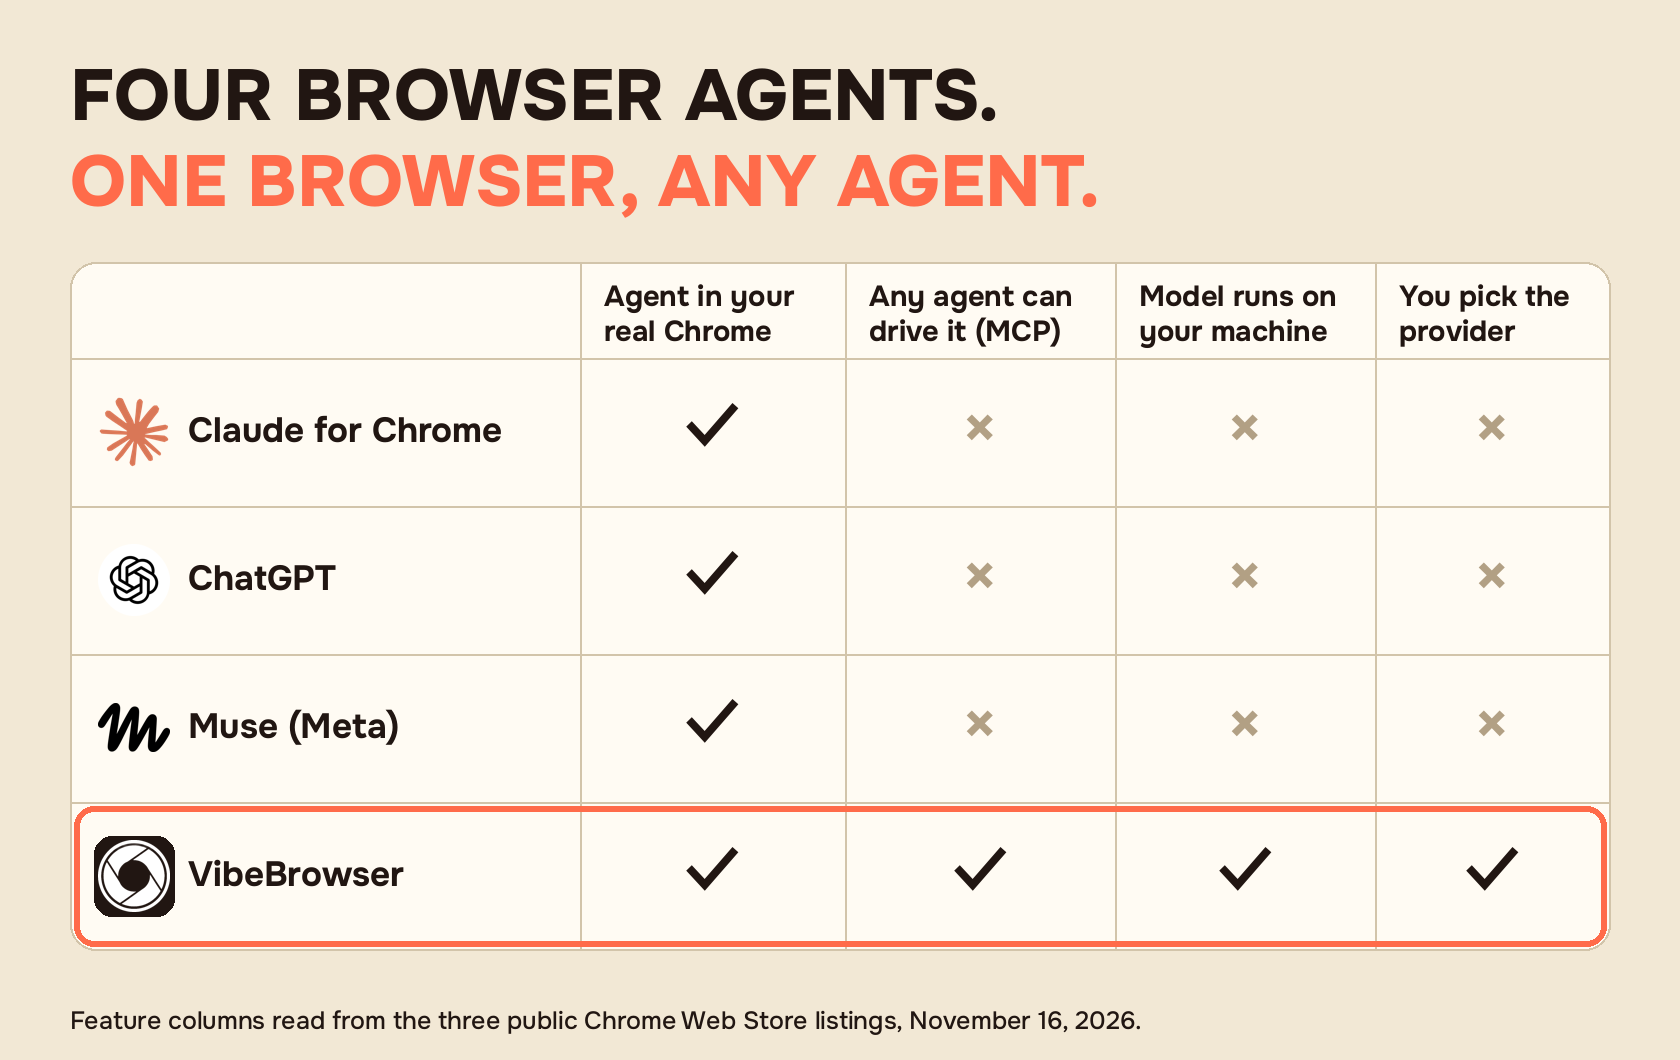 FOUR BROWSER AGENTS.
ONE BROWSER, ANY AGENT.
Agent in your
real Chrome
Any agent can
drive it (MCP)
Model runs on
your machine
You pick the
provider
Claude for Chrome
ChatGPT
Muse (Meta)
VibeBrowser
Feature columns read from the three public Chrome Web Store listings, November 16, 2026.